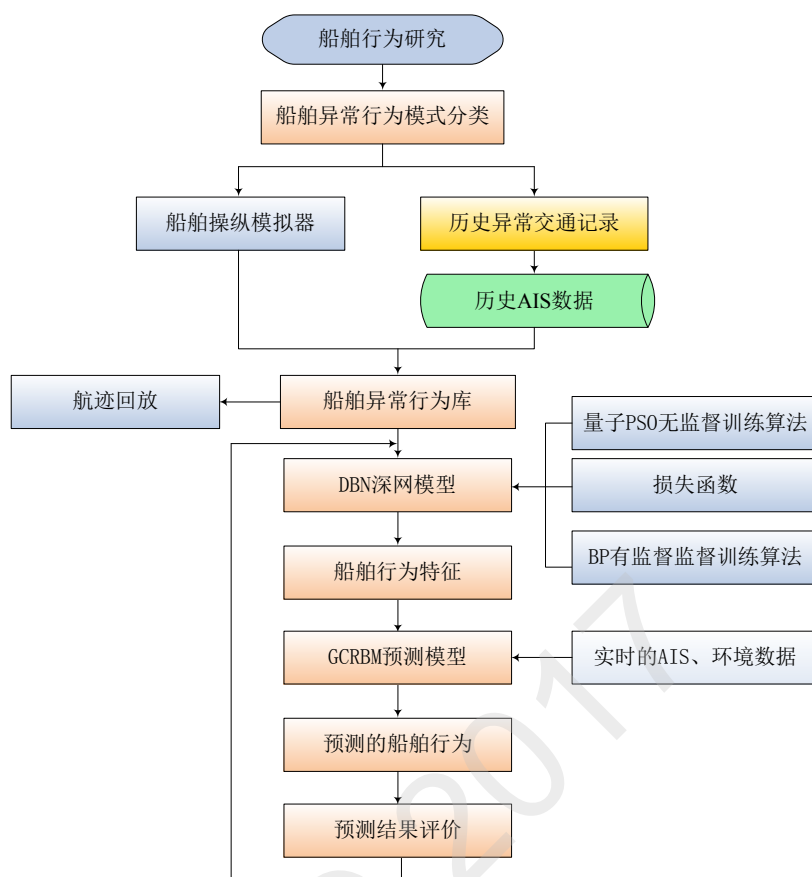 船舶行为研究
船舶异常行为模式分类
船舶操纵模拟器
历史异常交通记录
历史AIS数据
航迹回放
船舶异常行为库
量子PSO无监督训练算法
DBN深网模型
损失函数
BP有监督监督训练算法
船舶行为特征
GCRBM预测模型
实时的AIS、环境数据
预测的船舶行为
预测结果评价
2017